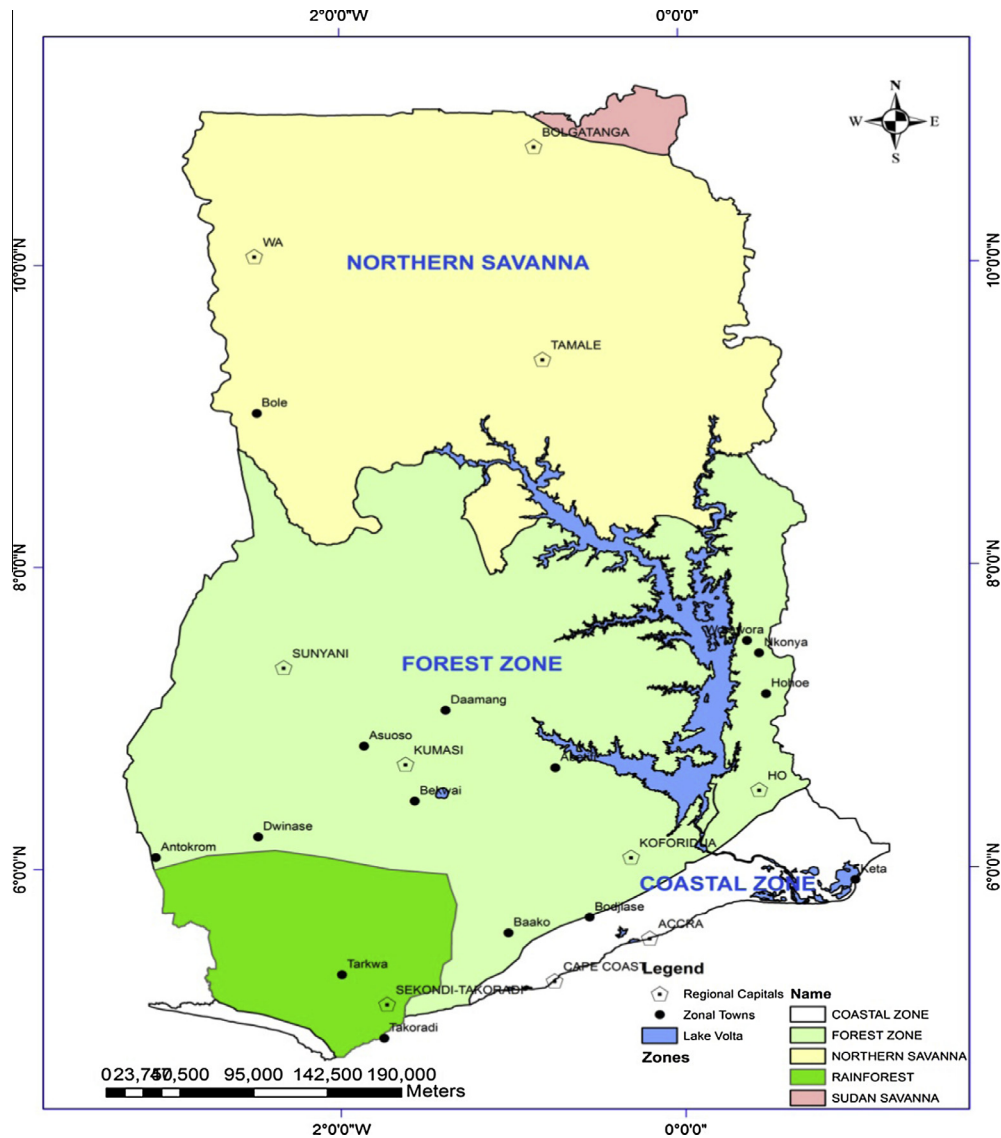 2°0'0"W 0°0'0"
N
W E
S
BOLGATANGA
WA
NORTHERN SAVANNA
10°0'0"N 10°0'0"N
TAMALE
Bole
8°0'0"N 8°0'0"N
Nkonya
SUNYANI
FOREST ZONE
Hohoe
Daamang
Asuoso
KUMASI
HO
Bekwai
Dwinase
KOFORIDUA
Antokrom
6°0'0"N 6°0'0"N
Keta
COASTAL ZONE
Bodjiase
Baako
ACCRA
Tarkwa
CAPE COAST
SEKONDI-TAKORADI
Takoradi
Legend
Regional Capitals
Zonal Towns
Lake Volta
Zones
Name
COASTAL ZONE
FOREST ZONE
NORTHERN SAVANNA
RAINFOREST
SUDAN SAVANNA
95,000 142,500 190,000
Meters
2°0'0"W 0°0'0"